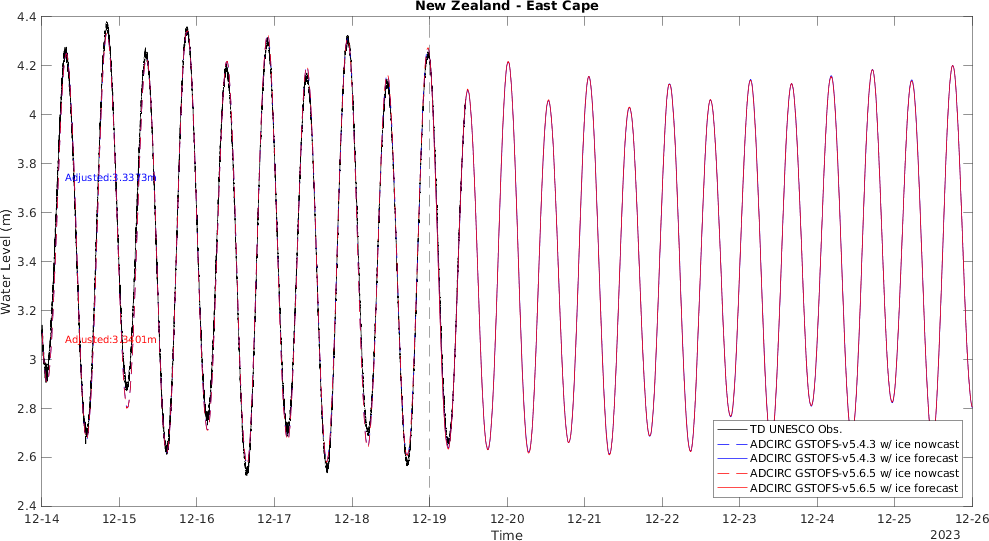 New Zealand - East Cape
4.4
4.2
4
3.8
3.6
3.4
3.2
3
2.8
2.6
2.4
Water Level (m)
Adjusted:3.3373m
Adjusted:3.3401m
TD UNESCO Obs.
ADCIRC GSTOFS-v5.4.3 w/ ice nowcast
ADCIRC GSTOFS-v5.4.3 w/ ice forecast
ADCIRC GSTOFS-v5.6.5 w/ ice nowcast
ADCIRC GSTOFS-v5.6.5 w/ ice forecast
12-14 12-15 12-16 12-17 12-18 12-19 12-20 12-21 12-22 12-23 12-24 12-25 12-26
Time
2023